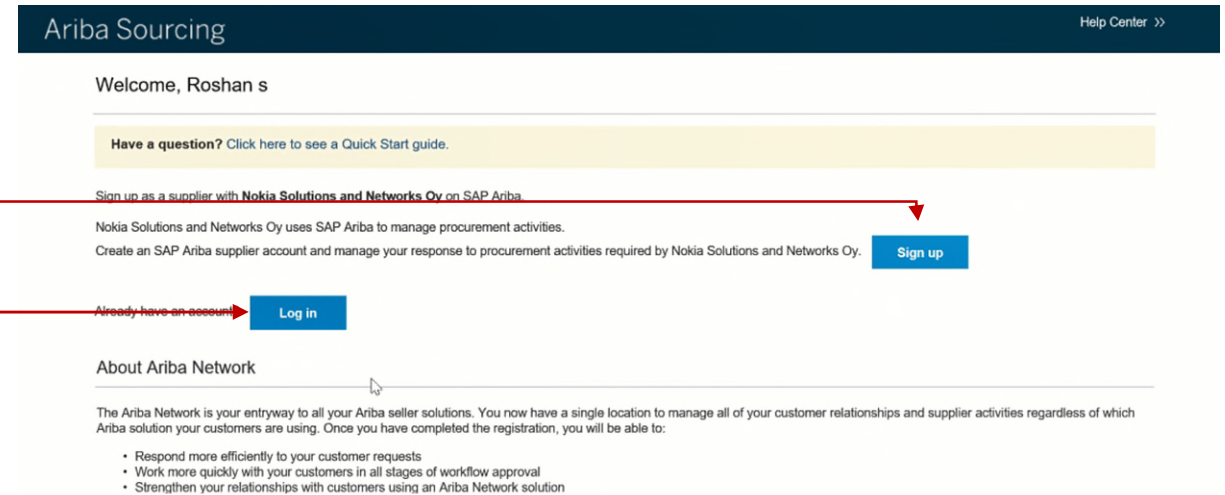 Ariba Sourcing
Help Center >>
Welcome, Roshan s
Have a question? Click here to see a Quick Start guide.
Sign up as a supplier with Nokia Solutions and Networks Oy on SAP Ariba.
Nokia Solutions and Networks Oy uses SAP Ariba to manage procurement activities.
Create an SAP Ariba supplier account and manage your response to procurement activities required by Nokia Solutions and Networks Oy.
Sign up
Already have an account
Log in
About Ariba Network
The Ariba Network is your entryway to all your Ariba seller solutions. You now have a single location to manage all of your customer relationships and supplier activities regardless of which
Ariba solution your customers are using. Once you have completed the registration, you will be able to:
• Respond more efficiently to your customer requests
• Work more quickly with your customers in all stages of workflow approval
• Strengthen your relationships with customers using an Ariba Network solution